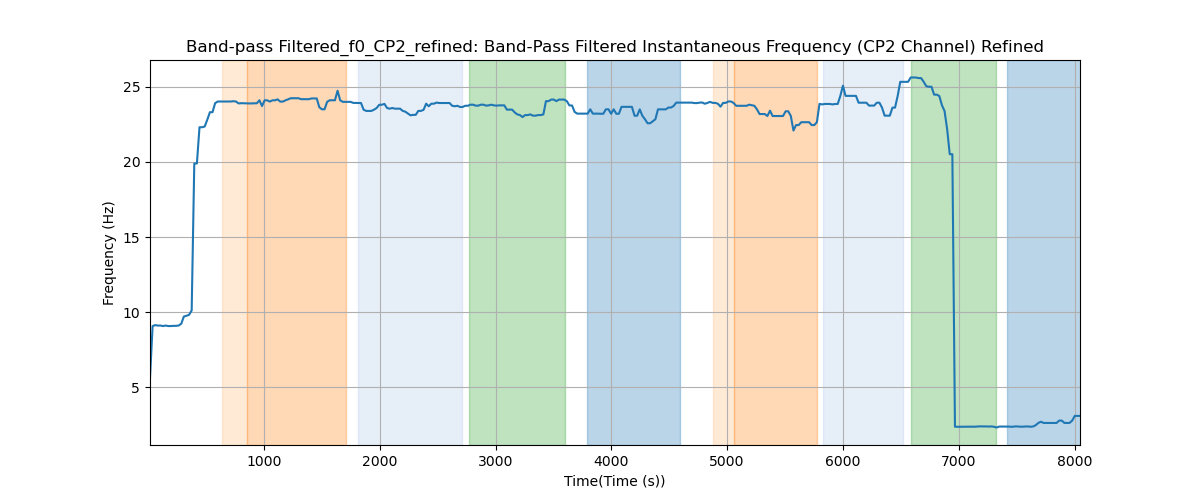 Band-pass Filtered_f0_CP2_refined: Band-Pass Filtered Instantaneous Frequency (CP2 Channel) Refined
25
20
15
10
5
Frequency (Hz)
1000 2000 3000 4000 5000 6000 7000 8000
Time(Time (s))